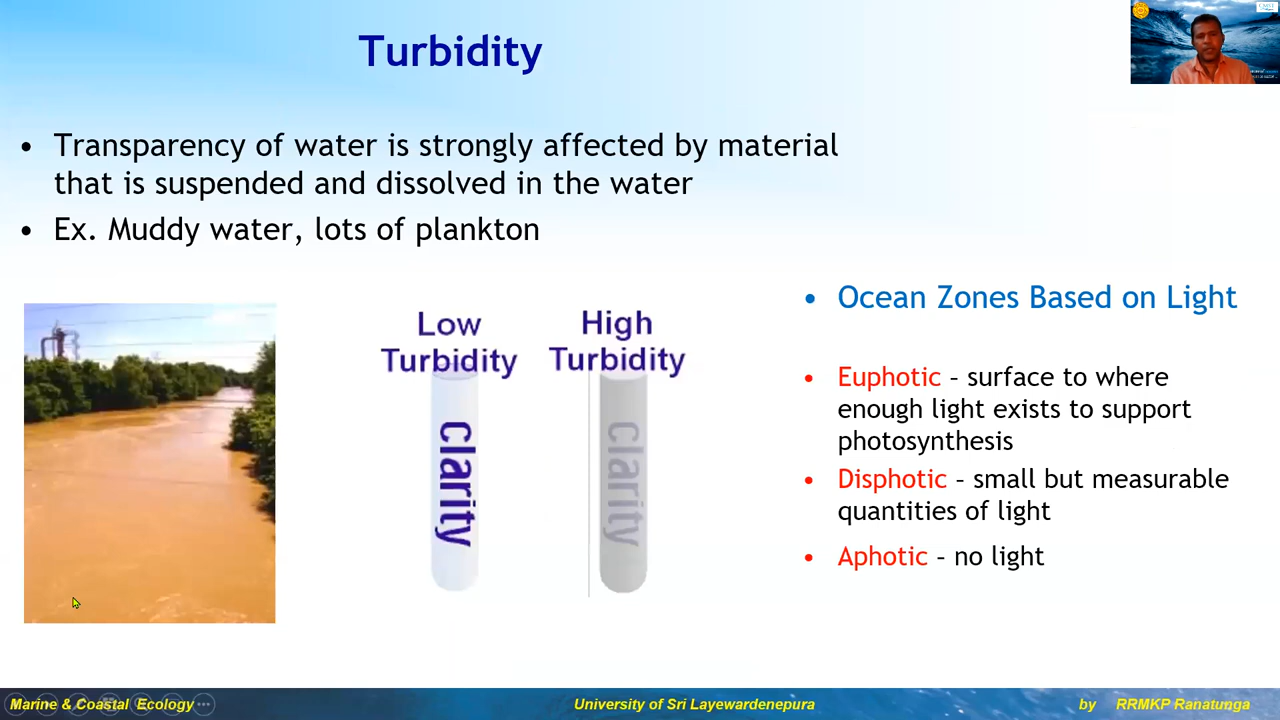 Turbidity
• Transparency of water is strongly affected by material
that is suspended and dissolved in the water
• Ex. Muddy water, lots of plankton
Low
Turbidity
clarity
High
Turbidity
clarity
• Ocean Zones Based on Light
• Euphotic – surface to where
enough light exists to support
photosynthesis
• Disphotic – small but measurable
quantities of light
• Aphotic – no light
Marine & Coastal Ecology
University of Sri Layewardenepura
by RRMKP Ranatunga